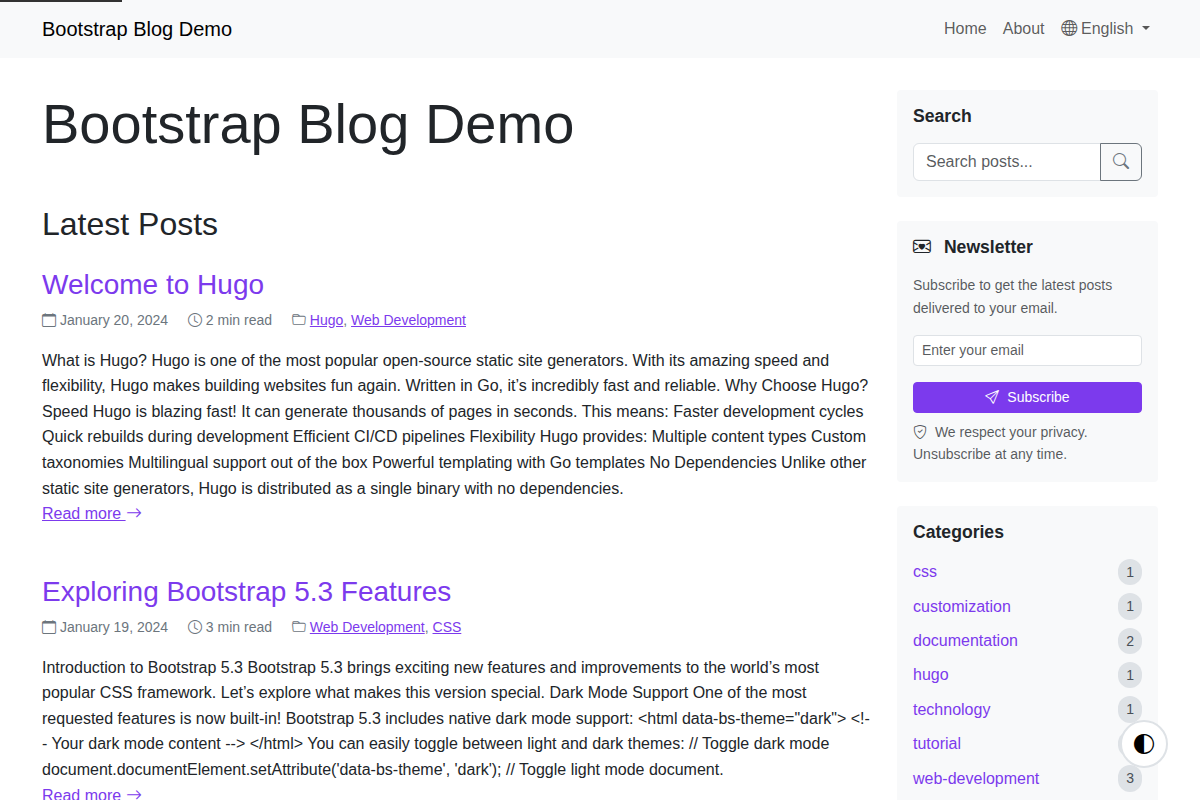 Bootstrap Blog Demo
Home About English
Bootstrap Blog Demo
Latest Posts
Welcome to Hugo
January 20, 2024 2 min read Hugo, Web Development
What is Hugo? Hugo is one of the most popular open-source static site generators. With its amazing speed and
flexibility, Hugo makes building websites fun again. Written in Go, it’s incredibly fast and reliable. Why Choose Hugo?
Speed Hugo is blazing fast! It can generate thousands of pages in seconds. This means: Faster development cycles
Quick rebuilds during development Efficient CI/CD pipelines Flexibility Hugo provides: Multiple content types Custom
taxonomies Multilingual support out of the box Powerful templating with Go templates No Dependencies Unlike other
static site generators, Hugo is distributed as a single binary with no dependencies.
Read more
Exploring Bootstrap 5.3 Features
January 19, 2024 3 min read Web Development, CSS
Introduction to Bootstrap 5.3 Bootstrap 5.3 brings exciting new features and improvements to the world’s most
popular CSS framework. Let’s explore what makes this version special. Dark Mode Support One of the most
requested features is now built-in! Bootstrap 5.3 includes native dark mode support: <html data-bs-theme="dark"> <!-
- Your dark mode content --> </html> You can easily toggle between light and dark themes: // Toggle dark mode
document.documentElement.setAttribute('data-bs-theme', 'dark'); // Toggle light mode document.
Read more
Search
Search posts...
Newsletter
Subscribe to get the latest posts
delivered to your email.
Enter your email
Subscribe
We respect your privacy.
Unsubscribe at any time.
Categories
css 1
customization 1
documentation 2
hugo 1
technology 1
tutorial
web-development 3